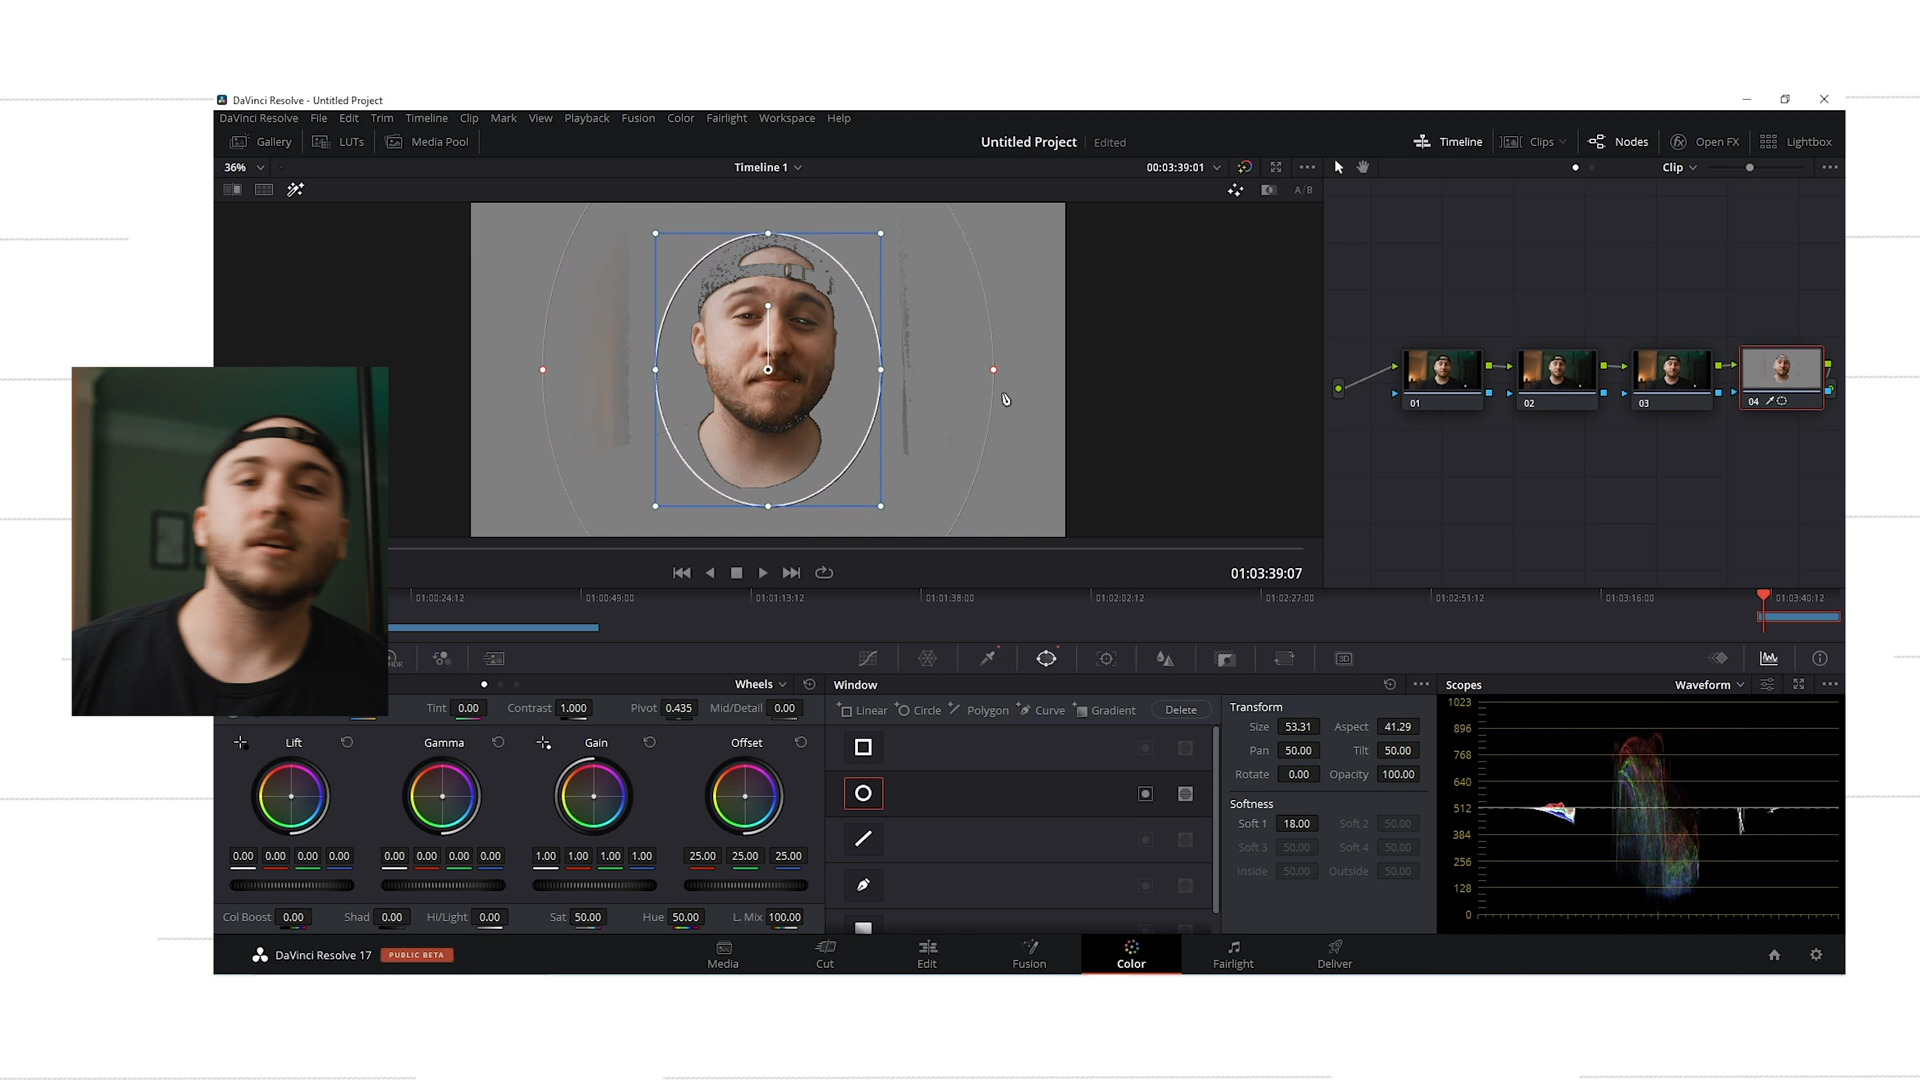 DaVinci Resolve - Untitled Project
DaVinci Resolve File Edit Trim Timeline Clip Mark View Playback Fusion Color Fairlight Workspace Help
Gallery LUTs Media Pool Untitled Project Edited Timeline Clips Nodes Open FX Lightbox
36% Timeline 1 00:03:39:01 Clip
A/B
01 02 03 04
01:03:39:07
01:00:24:12 01:00:49:00 01:01:13:12 01:01:38:00 01:02:02:12 01:02:27:00 01:02:51:12 01:03:16:00 01:03:40:12
HDR 3D
Wheels Window Scopes Waveform
Tint 0.00 Contrast 1.000 Pivot 0.435 Mid/Detail 0.00
Linear Circle Polygon Curve Gradient Delete
Lift Gamma Gain Offset
0.00 0.00 0.00 0.00 0.00 0.00 0.00 0.00 1.00 1.00 1.00 1.00 25.00 25.00 25.00
Col Boost 0.00 Shad 0.00 Hi/Light 0.00 Sat 50.00 Hue 50.00 L. Mix 100.00
Transform
Size 53.31 Aspect 41.29
Pan 50.00 Tilt 50.00
Rotate 0.00 Opacity 100.00
Softness
Soft 1 18.00 Soft 2 50.00
Soft 3 50.00 Soft 4 50.00
Inside 50.00 Outside 50.00
1023
896
768
640
512
384
256
128
0
DaVinci Resolve 17 PUBLIC BETA Media Cut Edit Fusion Color Fairlight Deliver